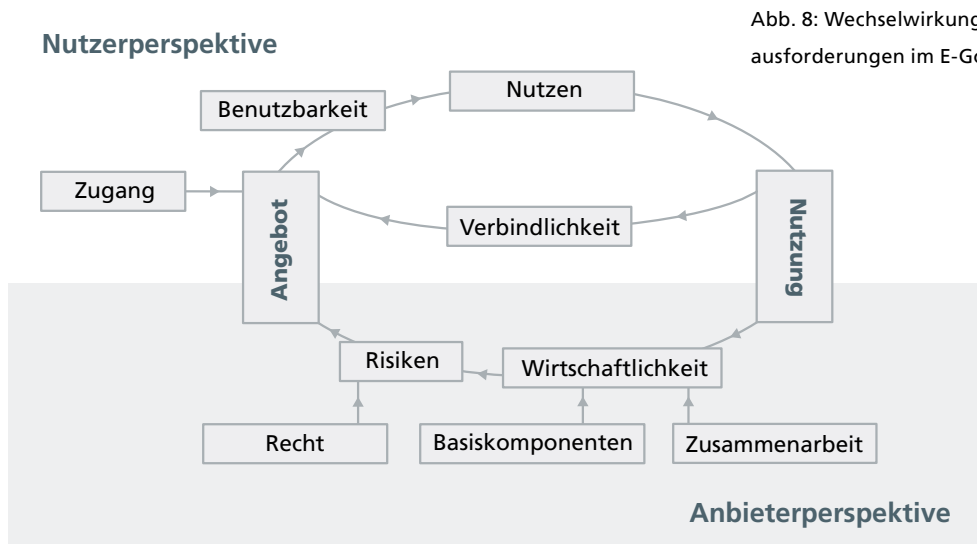 Abb. 8: Wechselwirkung
ausforderungen im E-Go
Nutzerperspektive
Nutzen
Benutzbarkeit
Zugang
Angebot
Verbindlichkeit
Nutzung
Risiken
Wirtschaftlichkeit
Recht
Basiskomponenten
Zusammenarbeit
Anbieterperspektive